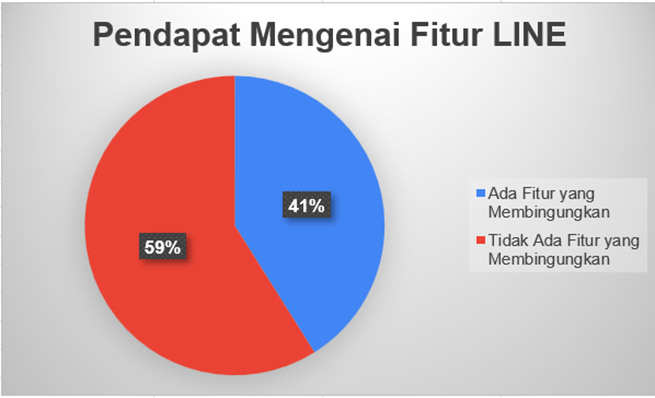 Pendapat Mengenai Fitur LINE
41%
59%
Ada Fitur yang
Membingungkan
Tidak Ada Fitur yang
Membingungkan